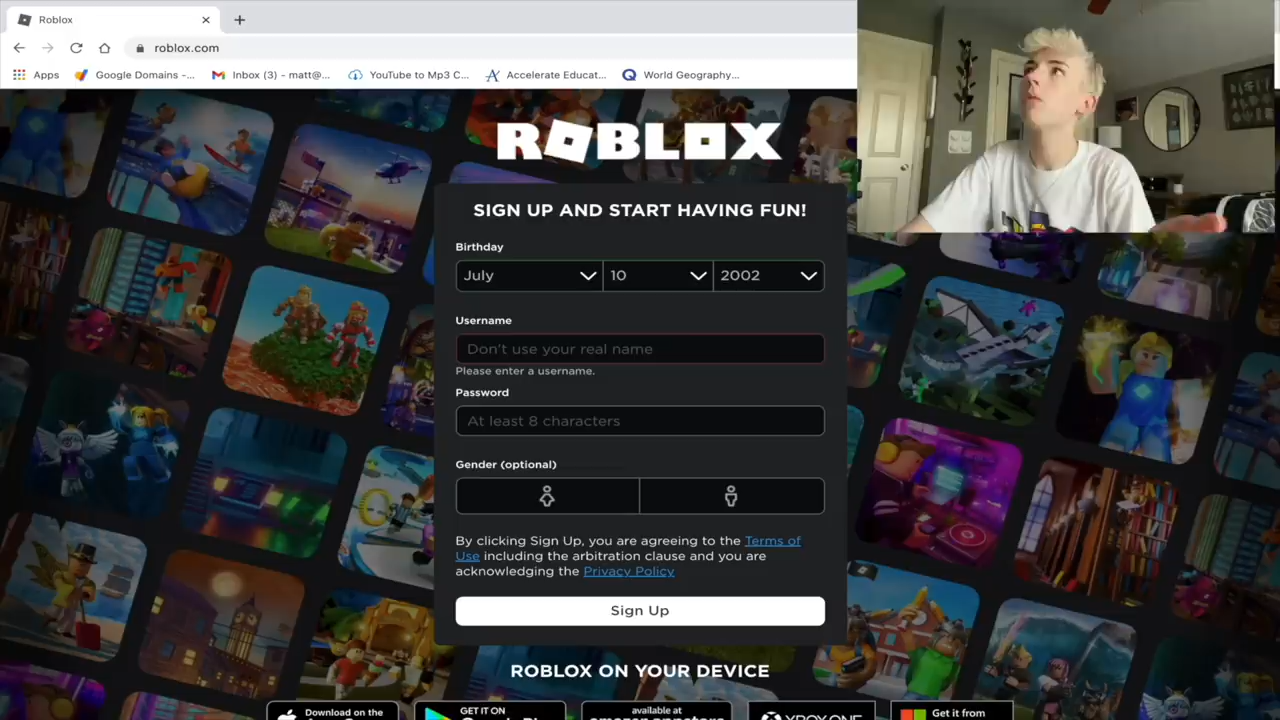 Roblox
roblox.com
Apps
Google Domains -...
Inbox (3) - matt@...
YouTube to Mp3 C...
Accelerate Educat...
World Geography...
ROBLOX
SIGN UP AND START HAVING FUN!
Birthday
July 10 2002
Username
Don't use your real name
Please enter a username.
Password
At least 8 characters
Gender (optional)
By clicking Sign Up, you are agreeing to the Terms of
Use including the arbitration clause and you are
acknowledging the Privacy Policy
Sign Up
ROBLOX ON YOUR DEVICE
Download on the
GET IT ON
available at
XBOX ONE
Get it from